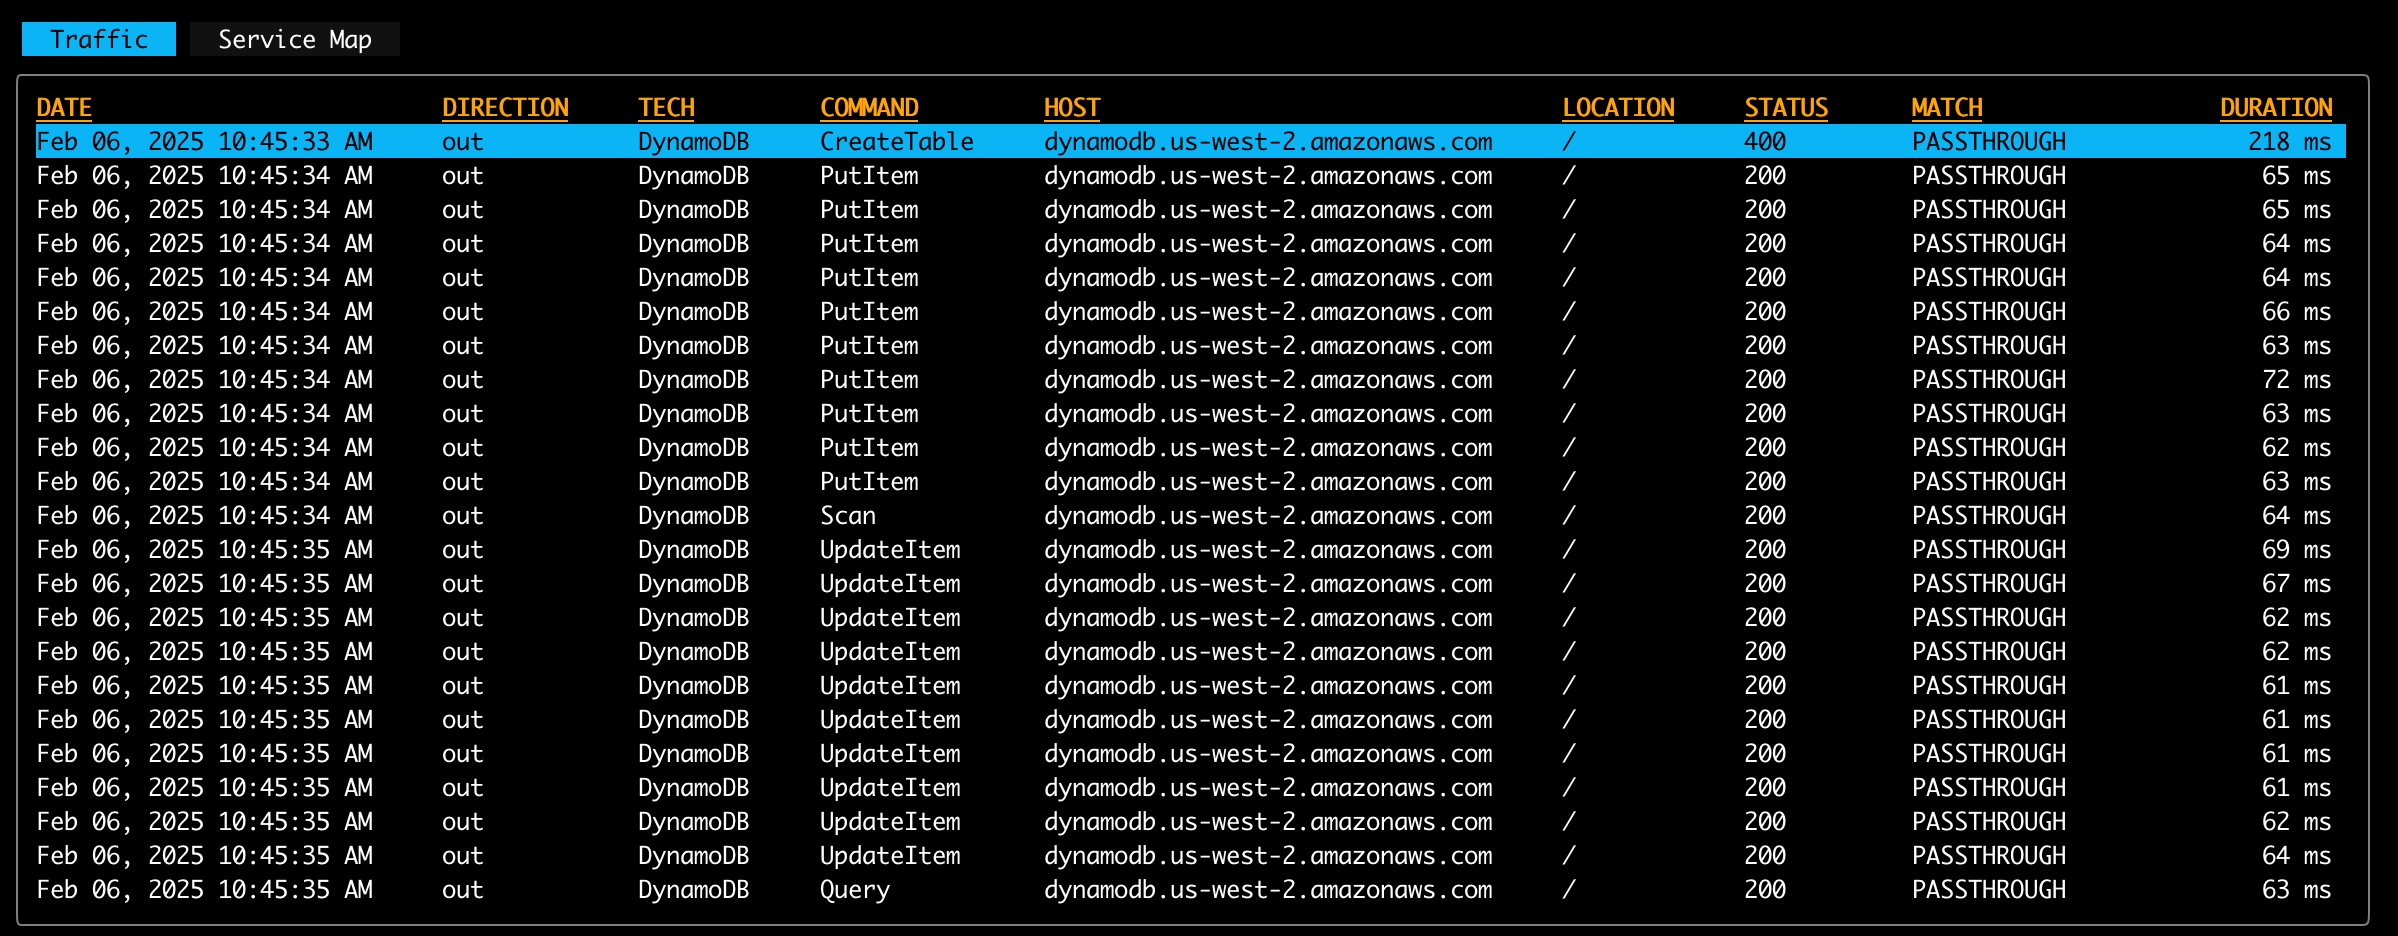 Traffic Service Map
DATE DIRECTION TECH COMMAND HOST LOCATION STATUS MATCH DURATION
Feb 06, 2025 10:45:33 AM out DynamoDB CreateTable dynamodb.us-west-2.amazonaws.com / 400 PASSTHROUGH 218 ms
Feb 06, 2025 10:45:34 AM out DynamoDB PutItem dynamodb.us-west-2.amazonaws.com / 200 PASSTHROUGH 65 ms
Feb 06, 2025 10:45:34 AM out DynamoDB PutItem dynamodb.us-west-2.amazonaws.com / 200 PASSTHROUGH 65 ms
Feb 06, 2025 10:45:34 AM out DynamoDB PutItem dynamodb.us-west-2.amazonaws.com / 200 PASSTHROUGH 64 ms
Feb 06, 2025 10:45:34 AM out DynamoDB PutItem dynamodb.us-west-2.amazonaws.com / 200 PASSTHROUGH 64 ms
Feb 06, 2025 10:45:34 AM out DynamoDB PutItem dynamodb.us-west-2.amazonaws.com / 200 PASSTHROUGH 66 ms
Feb 06, 2025 10:45:34 AM out DynamoDB PutItem dynamodb.us-west-2.amazonaws.com / 200 PASSTHROUGH 63 ms
Feb 06, 2025 10:45:34 AM out DynamoDB PutItem dynamodb.us-west-2.amazonaws.com / 200 PASSTHROUGH 72 ms
Feb 06, 2025 10:45:34 AM out DynamoDB PutItem dynamodb.us-west-2.amazonaws.com / 200 PASSTHROUGH 63 ms
Feb 06, 2025 10:45:34 AM out DynamoDB PutItem dynamodb.us-west-2.amazonaws.com / 200 PASSTHROUGH 62 ms
Feb 06, 2025 10:45:34 AM out DynamoDB PutItem dynamodb.us-west-2.amazonaws.com / 200 PASSTHROUGH 63 ms
Feb 06, 2025 10:45:34 AM out DynamoDB Scan dynamodb.us-west-2.amazonaws.com / 200 PASSTHROUGH 64 ms
Feb 06, 2025 10:45:35 AM out DynamoDB UpdateItem dynamodb.us-west-2.amazonaws.com / 200 PASSTHROUGH 69 ms
Feb 06, 2025 10:45:35 AM out DynamoDB UpdateItem dynamodb.us-west-2.amazonaws.com / 200 PASSTHROUGH 67 ms
Feb 06, 2025 10:45:35 AM out DynamoDB UpdateItem dynamodb.us-west-2.amazonaws.com / 200 PASSTHROUGH 62 ms
Feb 06, 2025 10:45:35 AM out DynamoDB UpdateItem dynamodb.us-west-2.amazonaws.com / 200 PASSTHROUGH 62 ms
Feb 06, 2025 10:45:35 AM out DynamoDB UpdateItem dynamodb.us-west-2.amazonaws.com / 200 PASSTHROUGH 61 ms
Feb 06, 2025 10:45:35 AM out DynamoDB UpdateItem dynamodb.us-west-2.amazonaws.com / 200 PASSTHROUGH 61 ms
Feb 06, 2025 10:45:35 AM out DynamoDB UpdateItem dynamodb.us-west-2.amazonaws.com / 200 PASSTHROUGH 61 ms
Feb 06, 2025 10:45:35 AM out DynamoDB UpdateItem dynamodb.us-west-2.amazonaws.com / 200 PASSTHROUGH 61 ms
Feb 06, 2025 10:45:35 AM out DynamoDB UpdateItem dynamodb.us-west-2.amazonaws.com / 200 PASSTHROUGH 62 ms
Feb 06, 2025 10:45:35 AM out DynamoDB UpdateItem dynamodb.us-west-2.amazonaws.com / 200 PASSTHROUGH 64 ms
Feb 06, 2025 10:45:35 AM out DynamoDB Query dynamodb.us-west-2.amazonaws.com / 200 PASSTHROUGH 63 ms